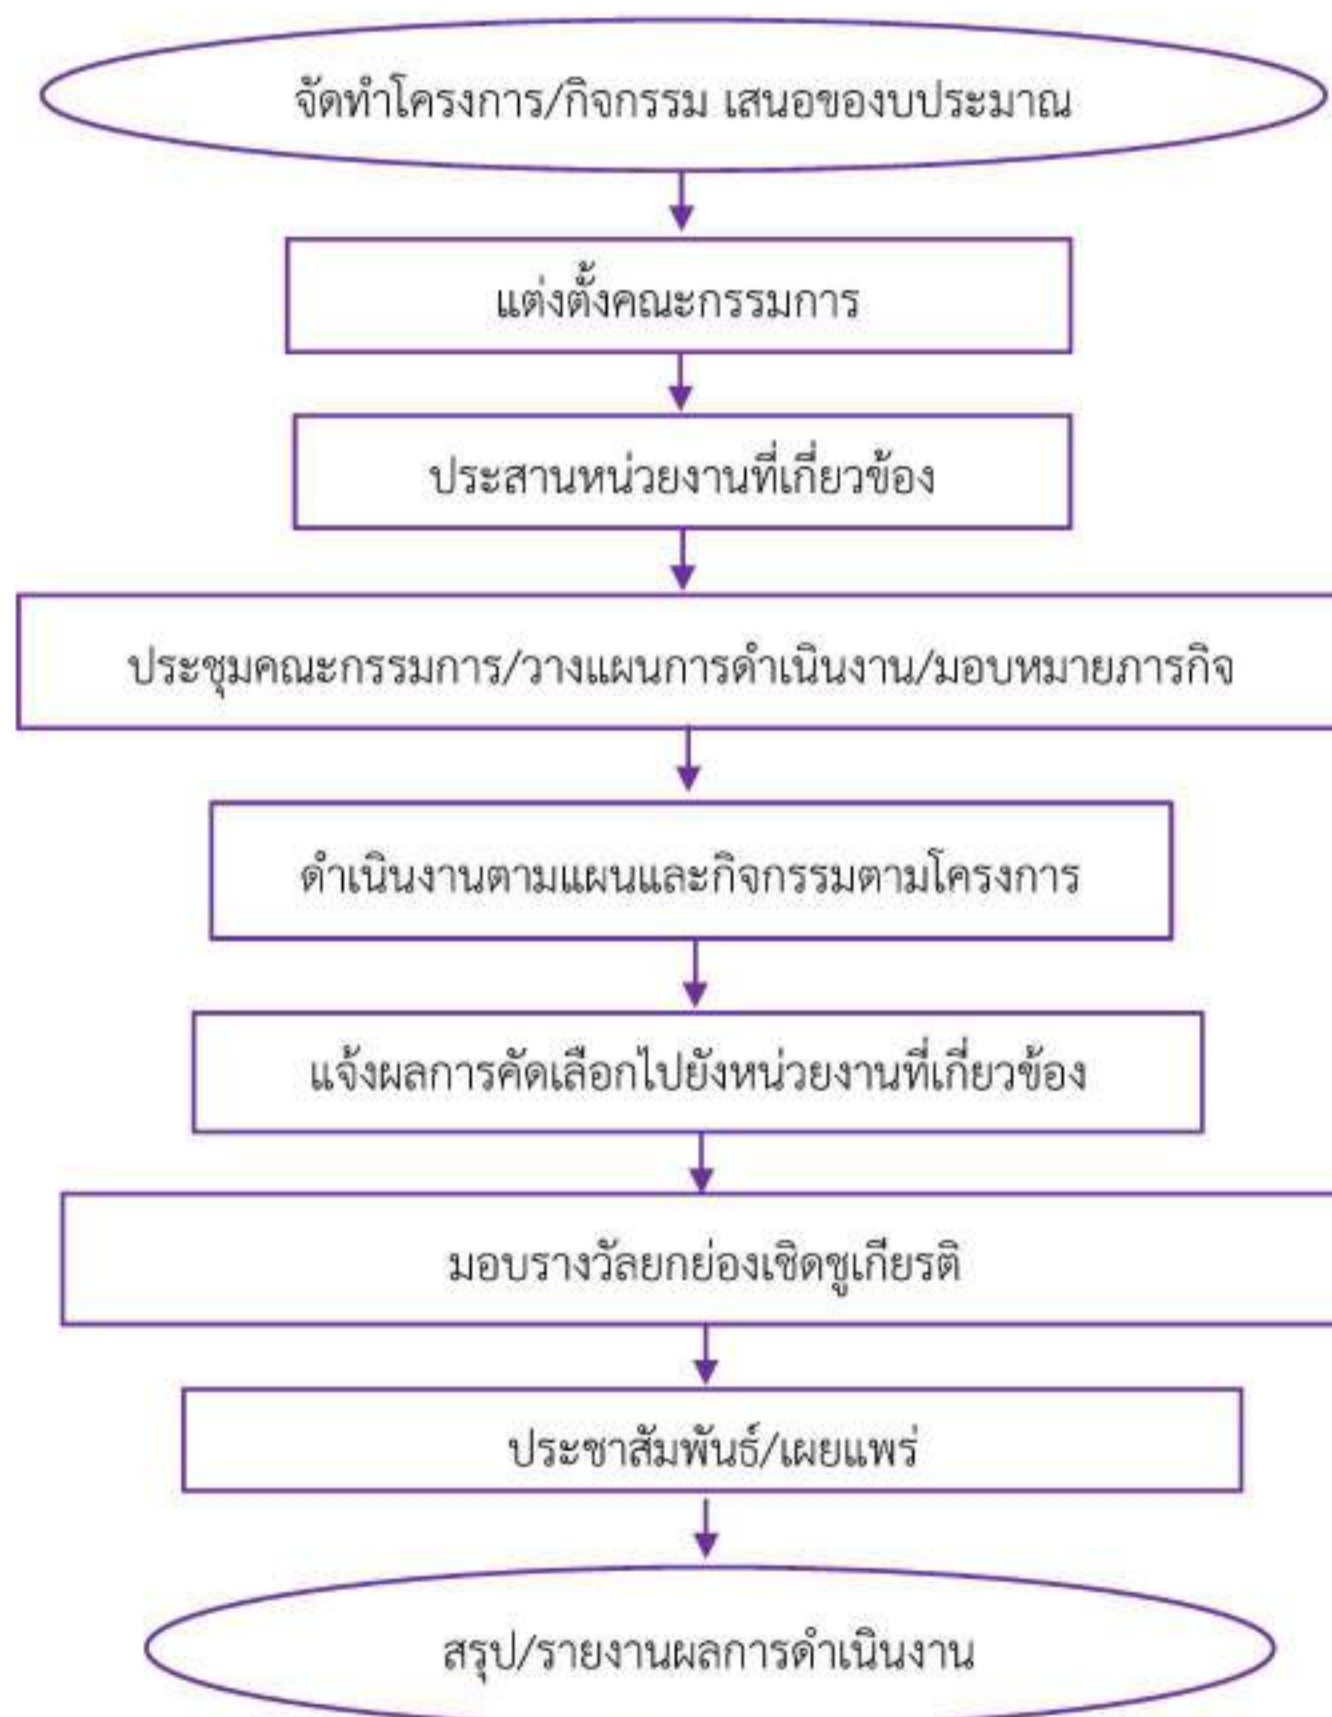 จัดทำโครงการ/กิจกรรม เสนอของบประมาณ
แต่งตั้งคณะกรรมการ
ประสานหน่วยงานที่เกี่ยวข้อง
ประชุมคณะกรรมการ/วางแผนการดำเนินงาน/มอบหมายภารกิจ
ดำเนินงานตามแผนและกิจกรรมตามโครงการ
แจ้งผลการคัดเลือกไปยังหน่วยงานที่เกี่ยวข้อง
มอบรางวัลยกย่องเชิดชูเกียรติ
ประชาสัมพันธ์/เผยแพร่
สรุป/รายงานผลการดำเนินงาน